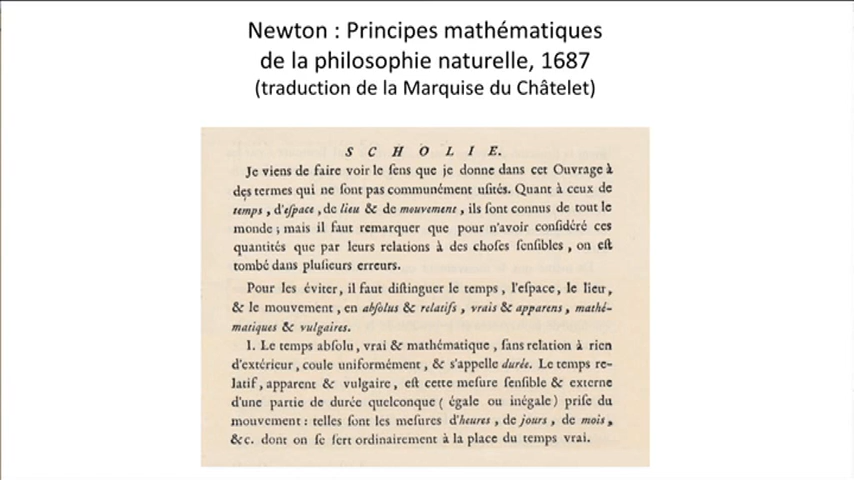 Newton : Principes mathématiques
de la philosophie naturelle, 1687
(traduction de la Marquise du Châtelet)
S C H O L I E.
Je viens de faire voir le ſens que je donne dans cet Ouvrage à
des termes qui ne ſont pas communément uſités. Quant à ceux de
temps, d'eſpace, de lieu & de mouvement, ils ſont connus de tout le
monde ; mais il faut remarquer que pour n'avoir conſidéré ces
quantités que par leurs relations à des choſes ſenſibles, on eſt
tombé dans pluſieurs erreurs.
Pour les éviter, il faut diſtinguer le temps, l'eſpace, le lieu,
& le mouvement, en abſolus & relatifs, vrais & apparens, mathé-
matiques & vulgaires.
1. Le temps abſolu, vrai & mathématique, ſans relation à rien
d'extérieur, coule uniformément, & s'appelle durée. Le temps re-
latif, apparent & vulgaire, eſt cette meſure ſenſible & externe
d'une partie de durée quelconque ( égale ou inégale) priſe du
mouvement : telles ſont les meſures d'heures, de jours, de mois,
&c. dont on ſe ſert ordinairement à la place du temps vrai.